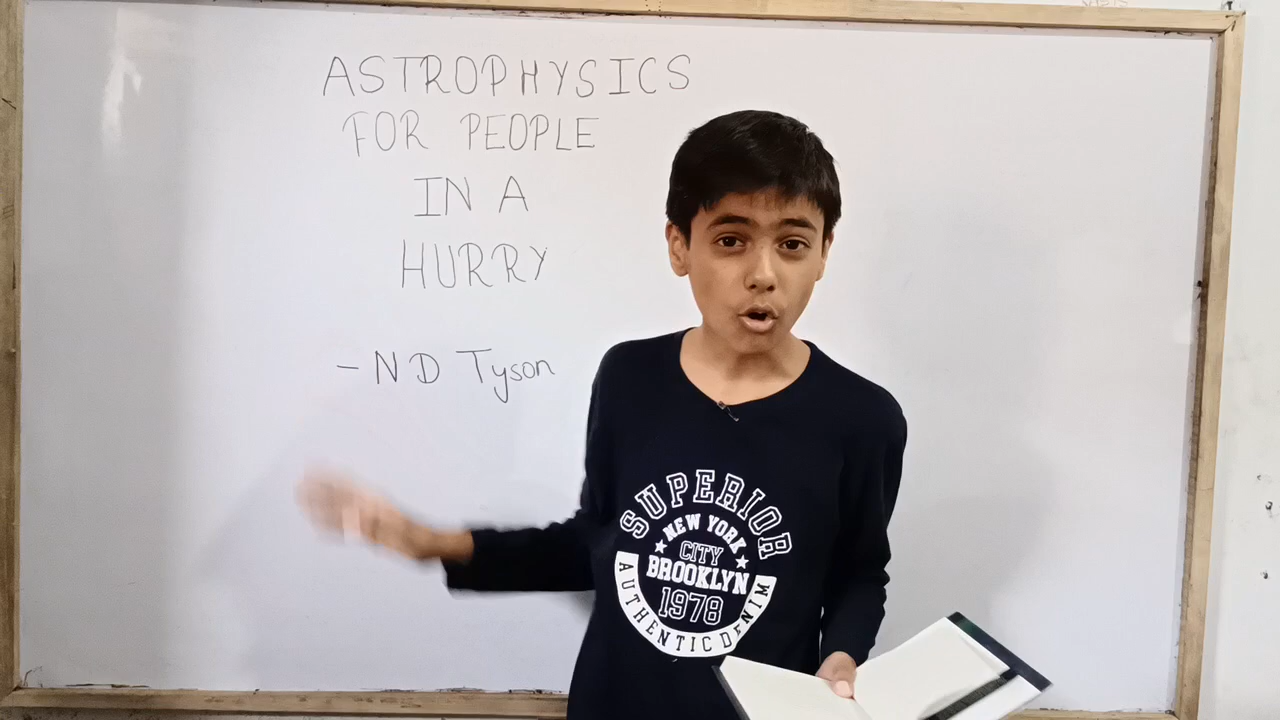 ASTROPHYSICS
FOR PEOPLE
IN A
HURRY
- N D Tyson
SUPERIOR
NEW YORK
CITY
BROOKLYN
1978
AUTHENTIC DENIM